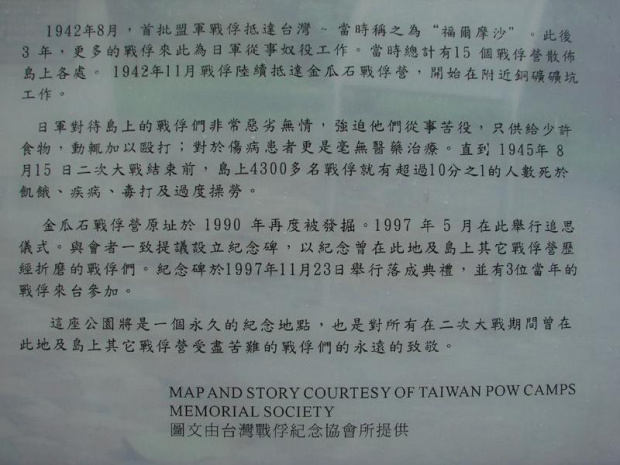 1942年8月，首批盟軍戰俘抵達台灣~當時稱之為“福爾摩沙”。此後
3年，更多的戰俘來此為日軍從事奴役工作。當時總計有15個戰俘營散佈
島上各處。1942年11月戰俘陸續抵達金瓜石戰俘營，開始在附近銅礦礦坑
工作。
日軍對待島上的戰俘們非常惡劣無情，強迫他們從事苦役，只供給少許
食物，動輒加以毆打；對於傷病患者更是毫無醫藥治療。直到1945年8
月15日二次大戰結束前，島上4300多名戰俘就有超過10分之1的人數死於
飢餓、疾病、毒打及過度操勞。
金瓜石戰俘營原址於1990年再度被發掘。1997年5月在此舉行追思
儀式。與會者一致提議設立紀念碑，以紀念曾在此地及島上其它戰俘營歷
經折磨的戰俘們。紀念碑於1997年11月23日舉行落成典禮，並有3位當年的
戰俘來台參加。
這座公園將是一個永久的紀念地點，也是對所有在二次大戰期間曾在
此地及島上其它戰俘營受盡苦難的戰俘們的永遠的致敬。
MAP AND STORY COURTESY OF TAIWAN POW CAMPS
MEMORIAL SOCIETY
圖文由台灣戰俘紀念協會所提供